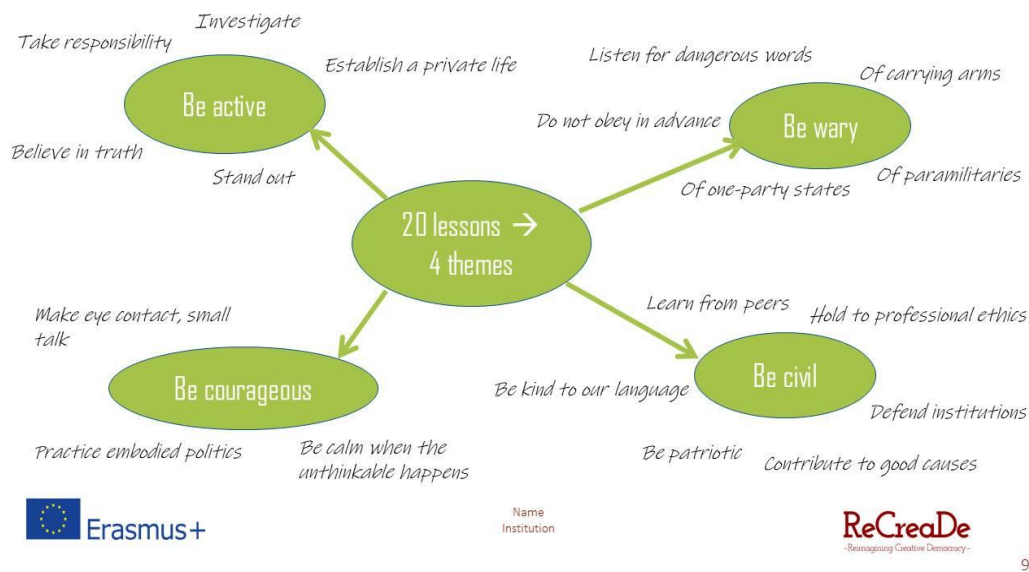 Investigate
Take responsibility
Establish a private life
Be active
Believe in truth
Stand out
Listen for dangerous words
Of carrying arms
Do not obey in advance
Be wary
Of one-party states
Of paramilitaries
20 lessons →
4 themes
Make eye contact, small
talk
Be courageous
Practice embodied politics
Be calm when the
unthinkable happens
Learn from peers
Hold to professional ethics
Be kind to our language
Be civil
Defend institutions
Be patriotic
Contribute to good causes
Erasmus+
Name
Institution
ReCreaDe
-Reimagining Creative Democracy-
9